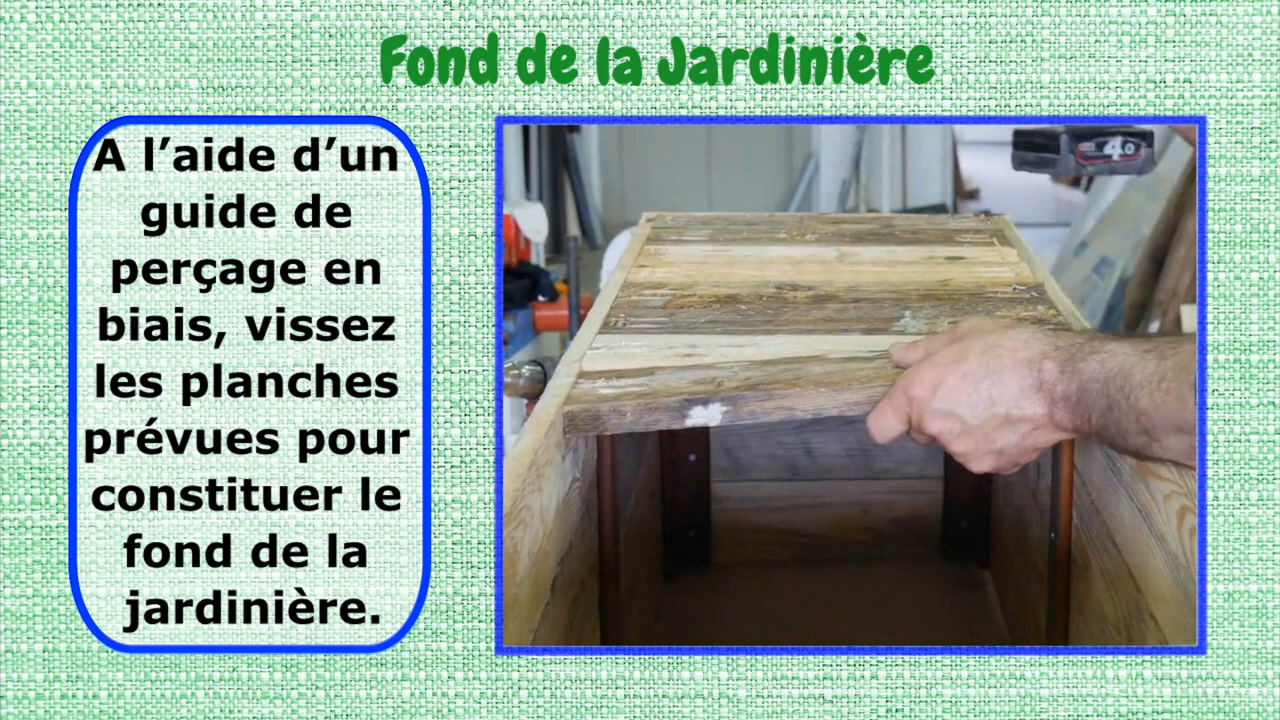 Fond de la Jardinière
A l’aide d’un
guide de
perçage en
biais, vissez
les planches
prévues pour
constituer le
fond de la
jardinière.
4.0